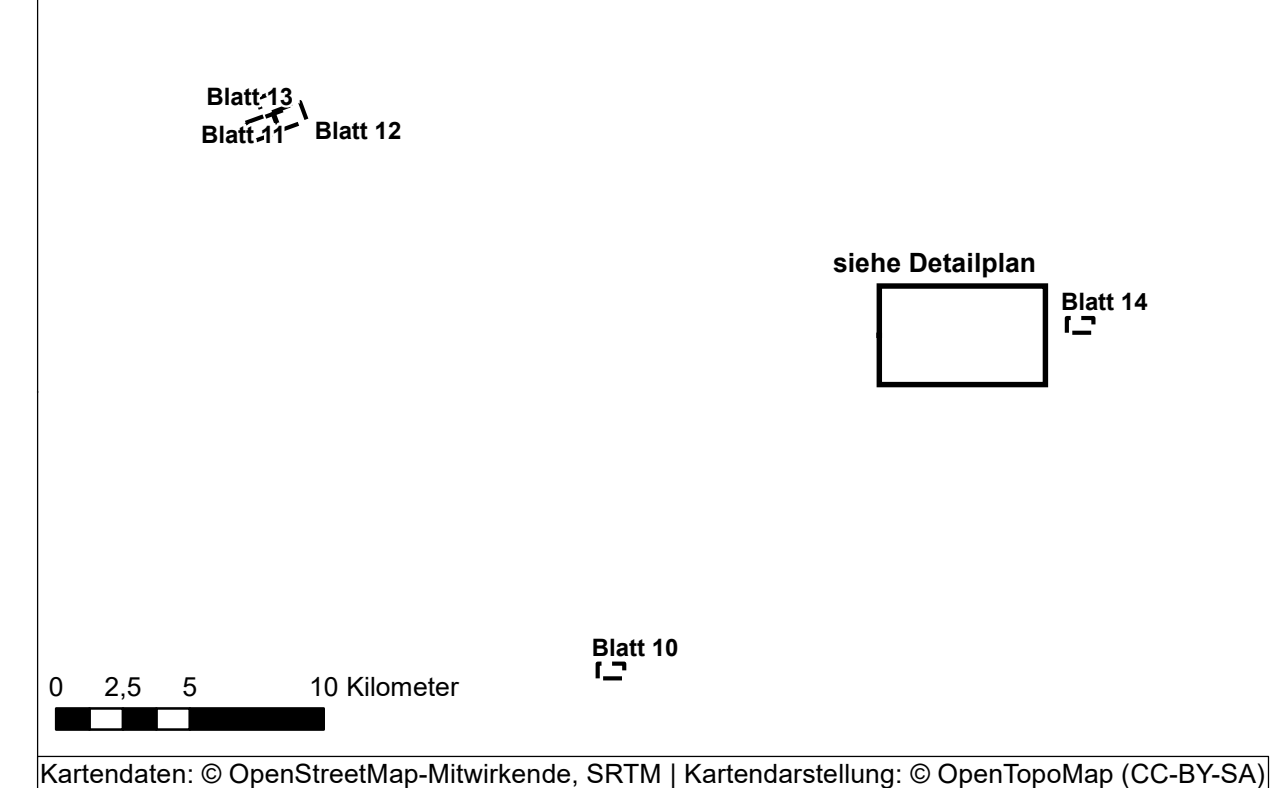 Blatt 13
Blatt 11
Blatt 12
siehe Detailplan
Blatt 14
Blatt 10
0 2,5 5 10 Kilometer
Kartendaten: © OpenStreetMap-Mitwirkende, SRTM | Kartendarstellung: © OpenTopoMap (CC-BY-SA)